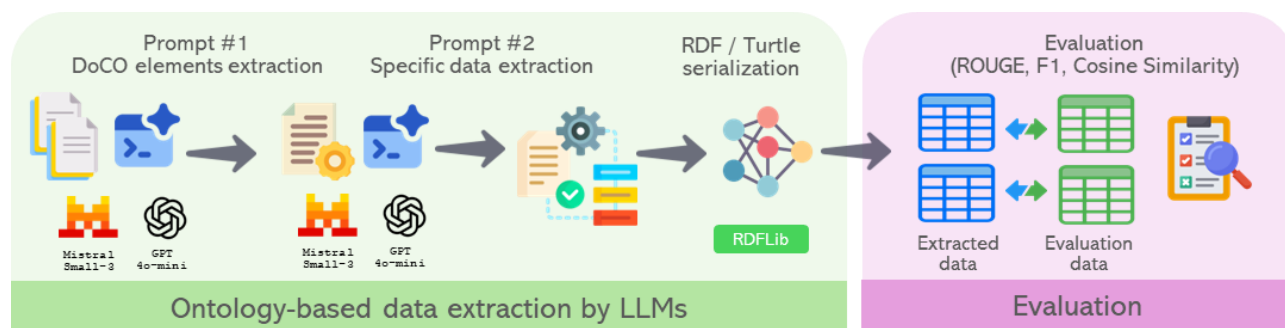 Prompt #1
DoCO elements extraction
Prompt #2
Specific data extraction
RDF / Turtle
serialization
Evaluation
(ROUGE, F1, Cosine Similarity)
Mistral
Small-3
GPT
4o-mini
Mistral
Small-3
GPT
4o-mini
RDFLib
Extracted
data
Evaluation
data
Ontology-based data extraction by LLMs
Evaluation